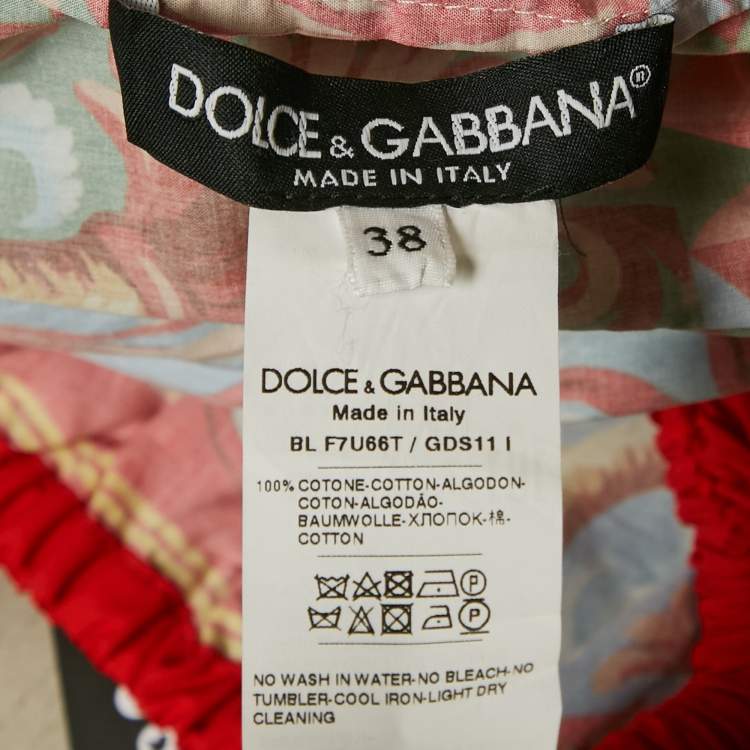 DOLCE & GABBANA®
MADE IN ITALY
38
DOLCE & GABBANA
Made in Italy
BL F7U66T / GDS11 I
100% COTONE-COTTON-ALGODON-
COTON-ALGODÃO-
BAUMWOLLE-ХЛОПОК-棉-
COTTON
P
P
NO WASH IN WATER-NO BLEACH-NO
TUMBLER-COOL IRON-LIGHT DRY
CLEANING